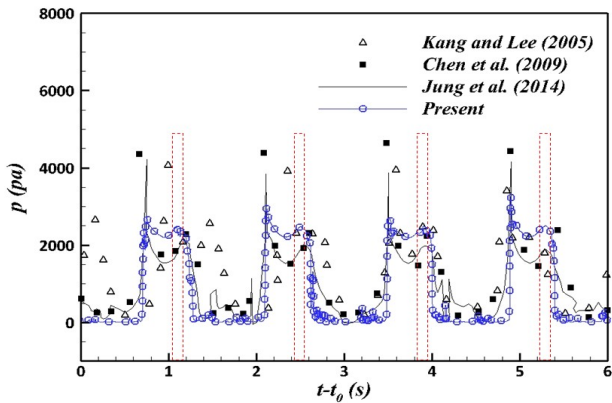 8000
6000
4000
2000
0
p (pa)
Kang and Lee (2005)
Chen et al. (2009)
Jung et al. (2014)
Present
0 1 2 3 4 5 6
t-t0 (s)